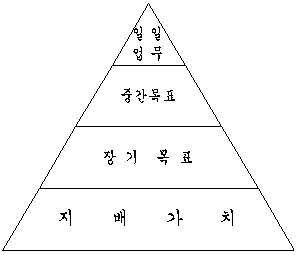 일 일
업 무
중간목표
장 기 목 표
지 배 가 치